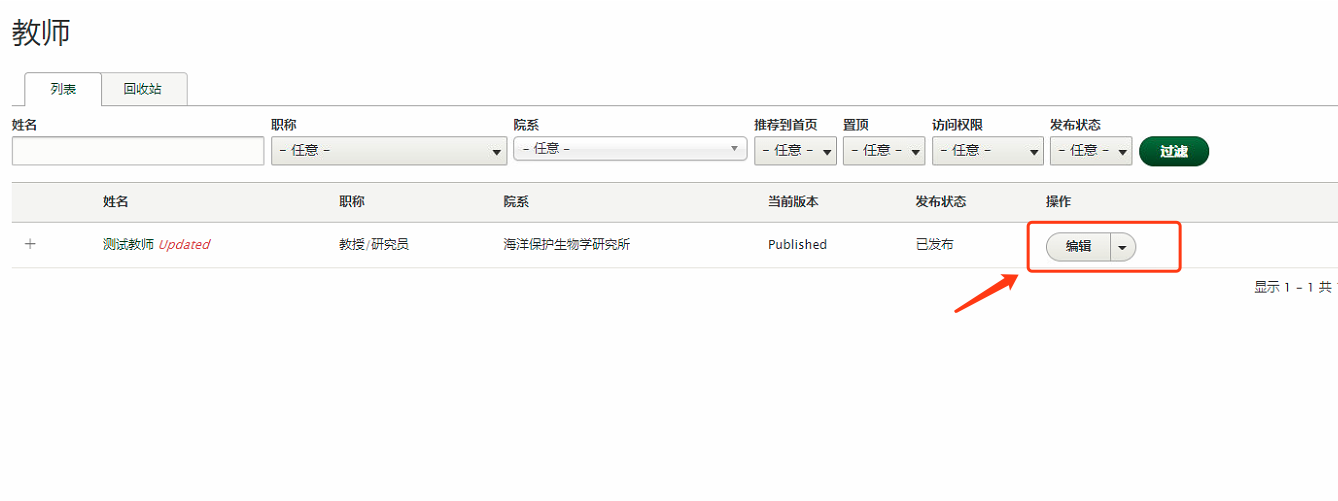 教师
列表 回收站
姓名 职称 院系 推荐到首页 置顶 访问权限 发布状态
- 任意 - - 任意 - - 任意 - - 任意 - - 任意 - - 任意 - 过滤
姓名 职称 院系 当前版本 发布状态 操作
+ 测试教师 Updated 教授/研究员 海洋保护生物学研究所 Published 已发布 编辑
显示 1 - 1 共